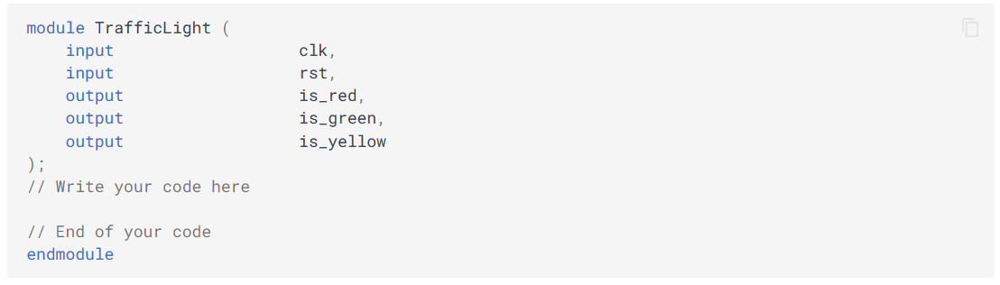 module TrafficLight (
    input                   clk,
    input                   rst,
    output                  is_red,
    output                  is_green,
    output                  is_yellow
);
// Write your code here

// End of your code
endmodule